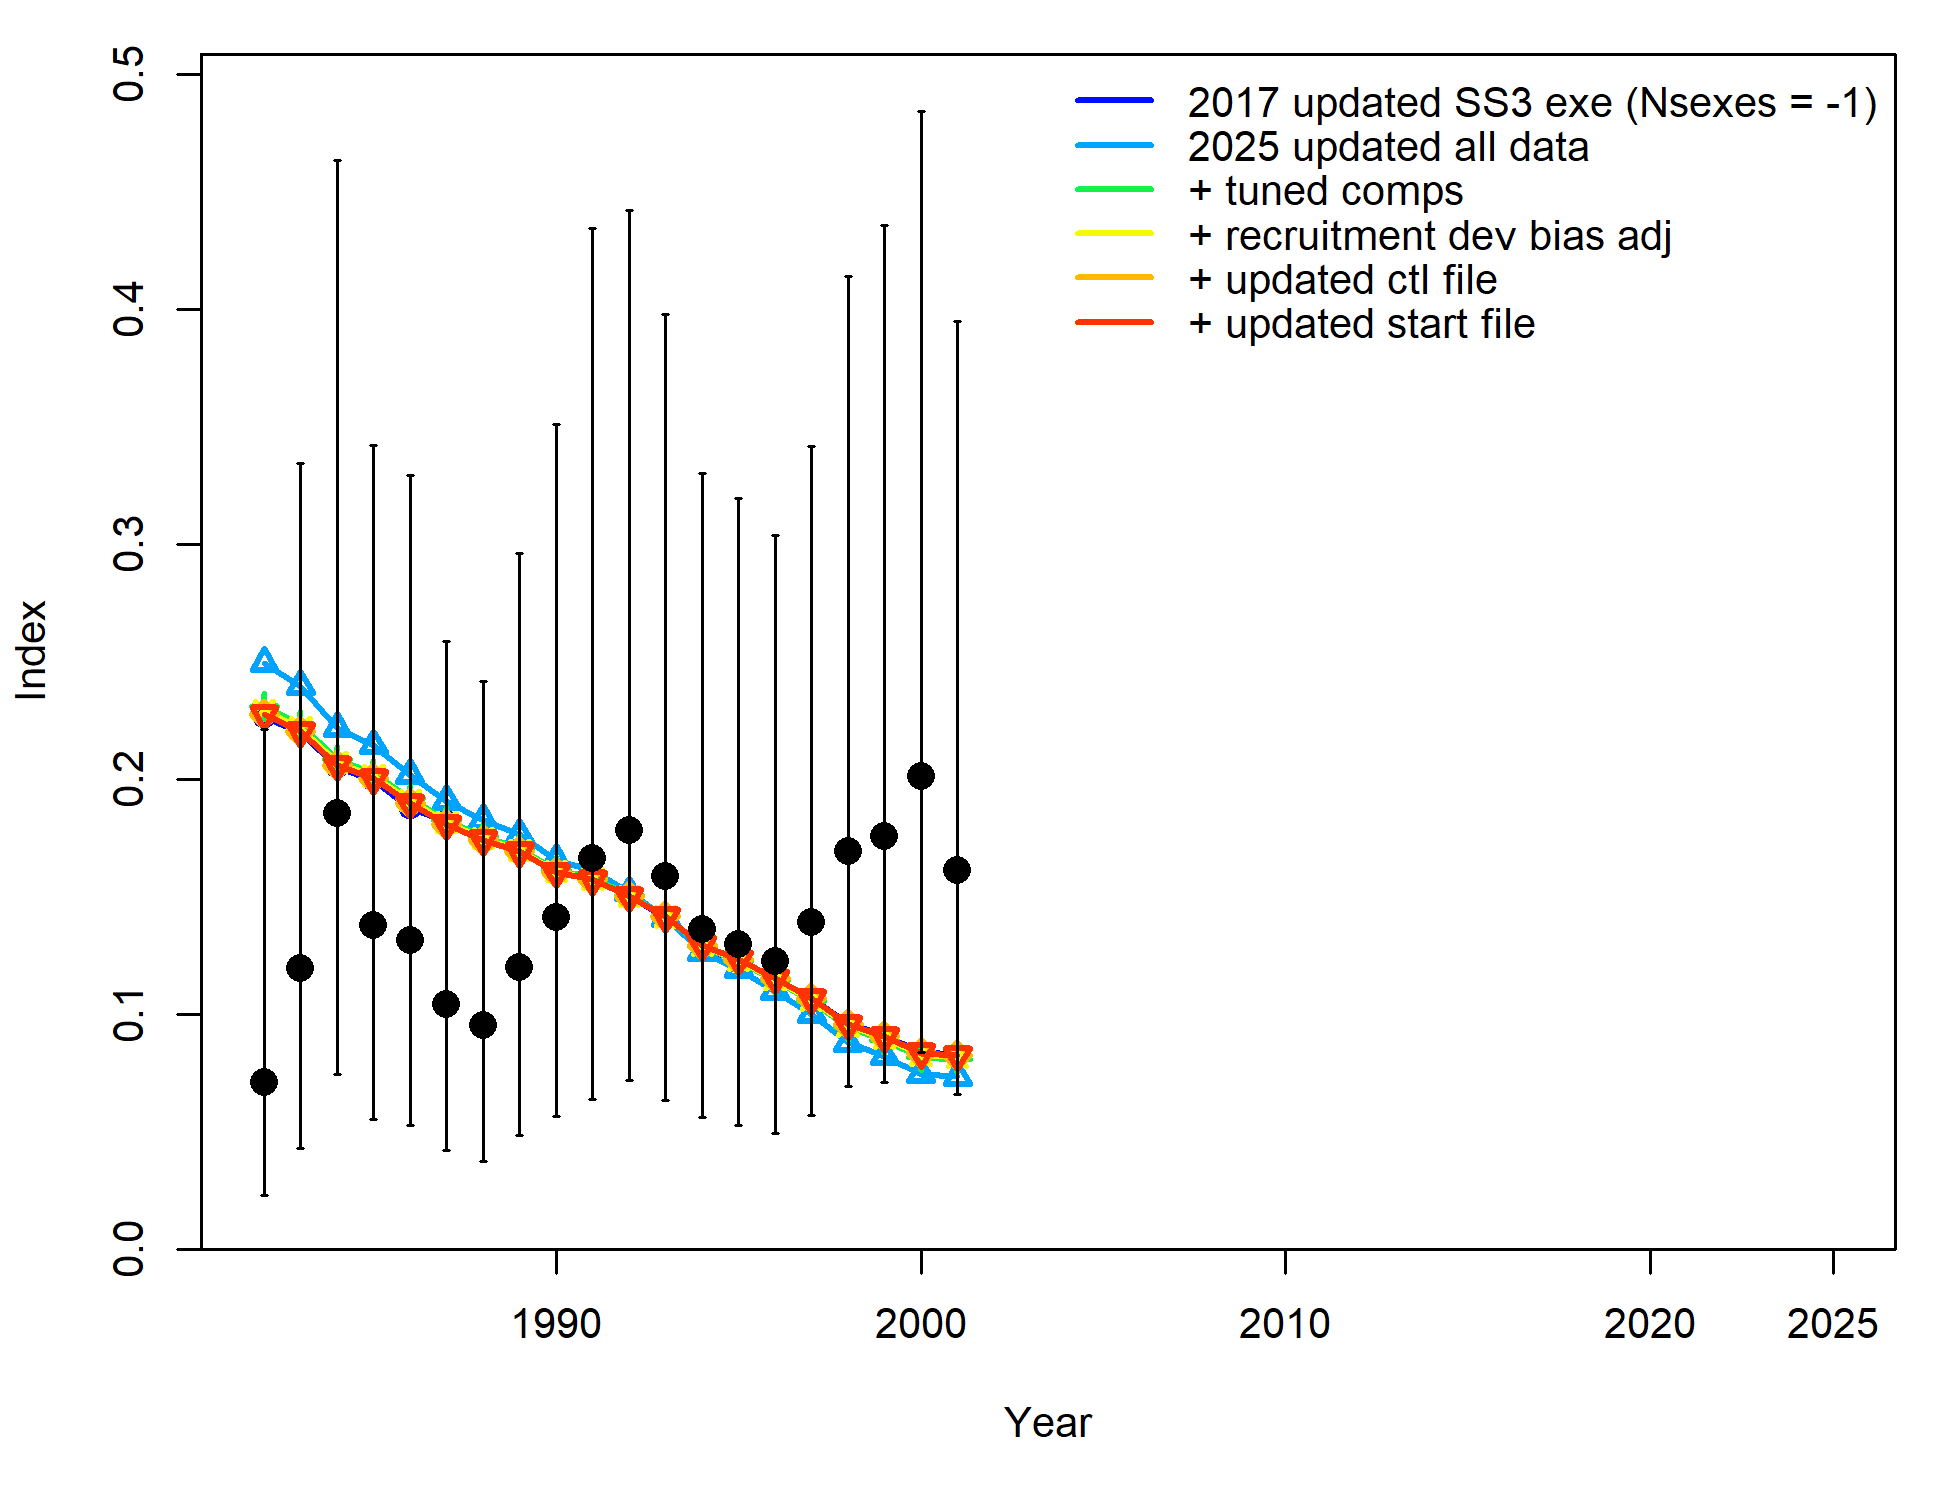 0.5
0.4
0.3
0.2
0.1
0.0
Index
2017 updated SS3 exe (Nsexes = -1)
2025 updated all data
+ tuned comps
+ recruitment dev bias adj
+ updated ctl file
+ updated start file
1990
2000
2010
2020
2025
Year